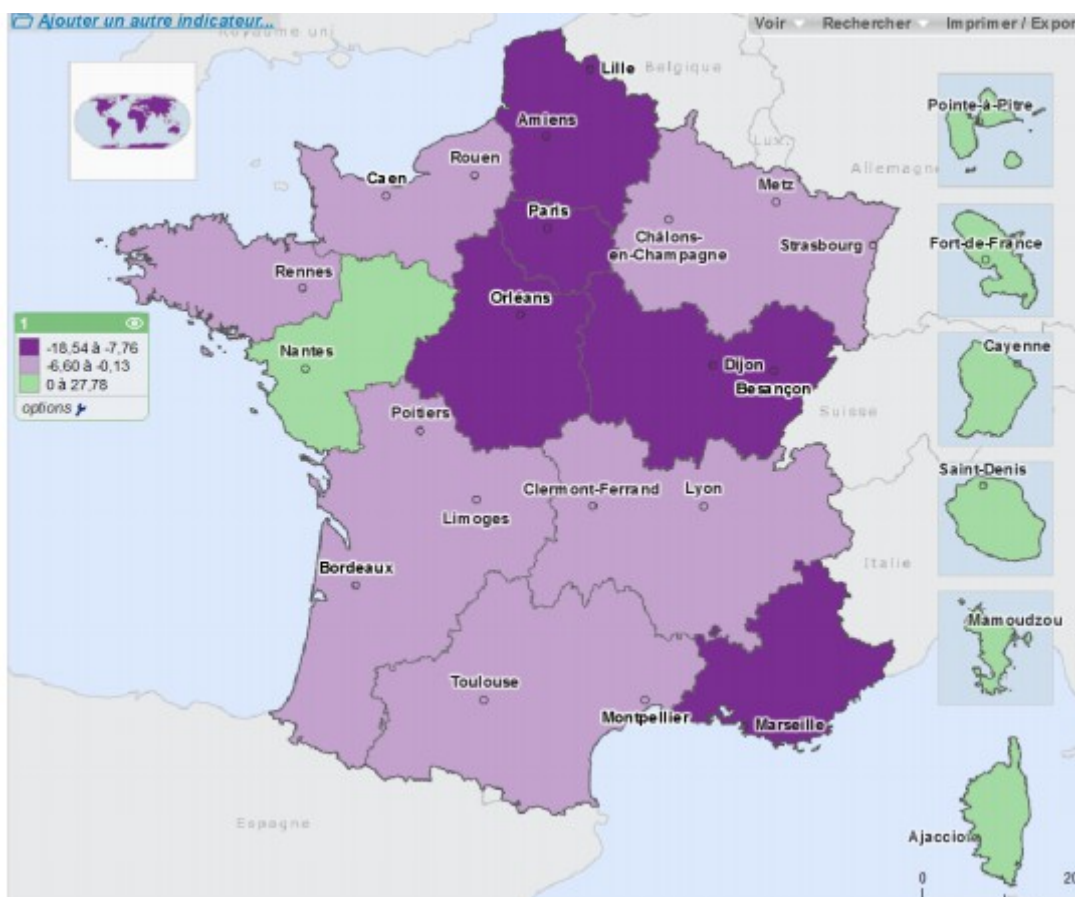 Ajouter un autre indicateur...
Voir
Rechercher
Imprimer / Expor
Royaume uni
Lille
Belgique
Pointe-à-Pitre
Amiens
Lux.
Allemagne
Rouen
Caen
Metz
Paris
Châlons-
en-Champagne
Strasbourg
Fort-de-France
Rennes
Orléans
1
-18,54 à -7,76
-6,60 à -0,13
0 à 27,78
options
Nantes
Dijon
Besançon
Cayenne
Suisse
Poitiers
Clermont-Ferrand
Lyon
Saint-Denis
Limoges
Bordeaux
Italie
Mamoudzou
Toulouse
Montpellier
Marseille
Espagne
Ajaccio
0
20